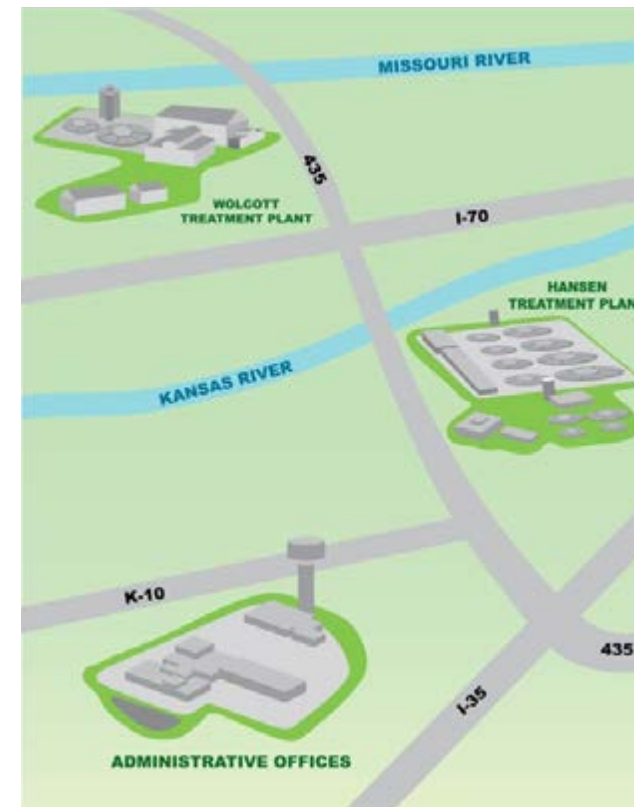 MISSOURI RIVER
435
WOLCOTT
TREATMENT PLANT
I-70
HANSEN
TREATMENT PLAN
KANSAS RIVER
K-10
435
I-35
ADMINISTRATIVE OFFICES